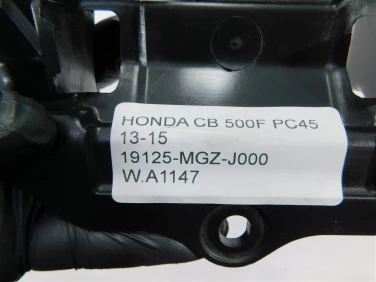 HONDA CB 500F PC45
13-15
19125-MGZ-J000
W.A1147